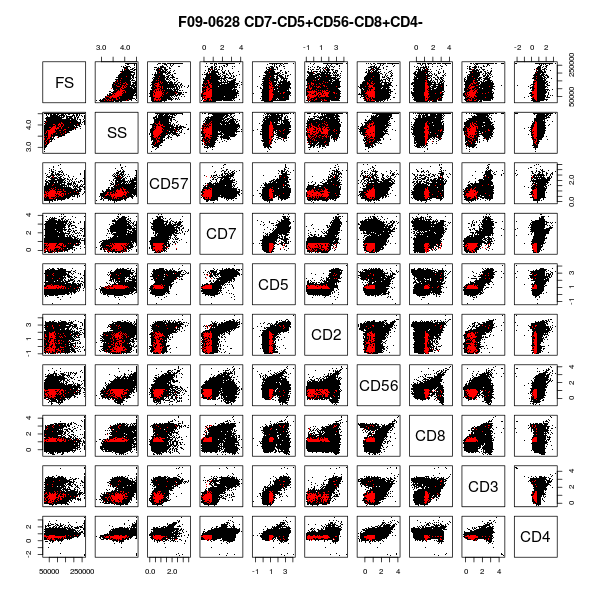 F09-0628 CD7-CD5+CD56-CD8+CD4-
3.0 4.0 0 2 4 -1 1 3 0 2 4 -2 0 2
FS 50000 250000
3.0 4.0 SS
CD57 0.0 2.0
0 2 4 CD7
CD5 -1 1 3
-1 1 3 CD2
CD56 0 2 4
0 2 4 CD8
CD3 0 2 4
-2 0 2 CD4
50000 250000 0.0 2.0 -1 1 3 0 2 4 0 2 4